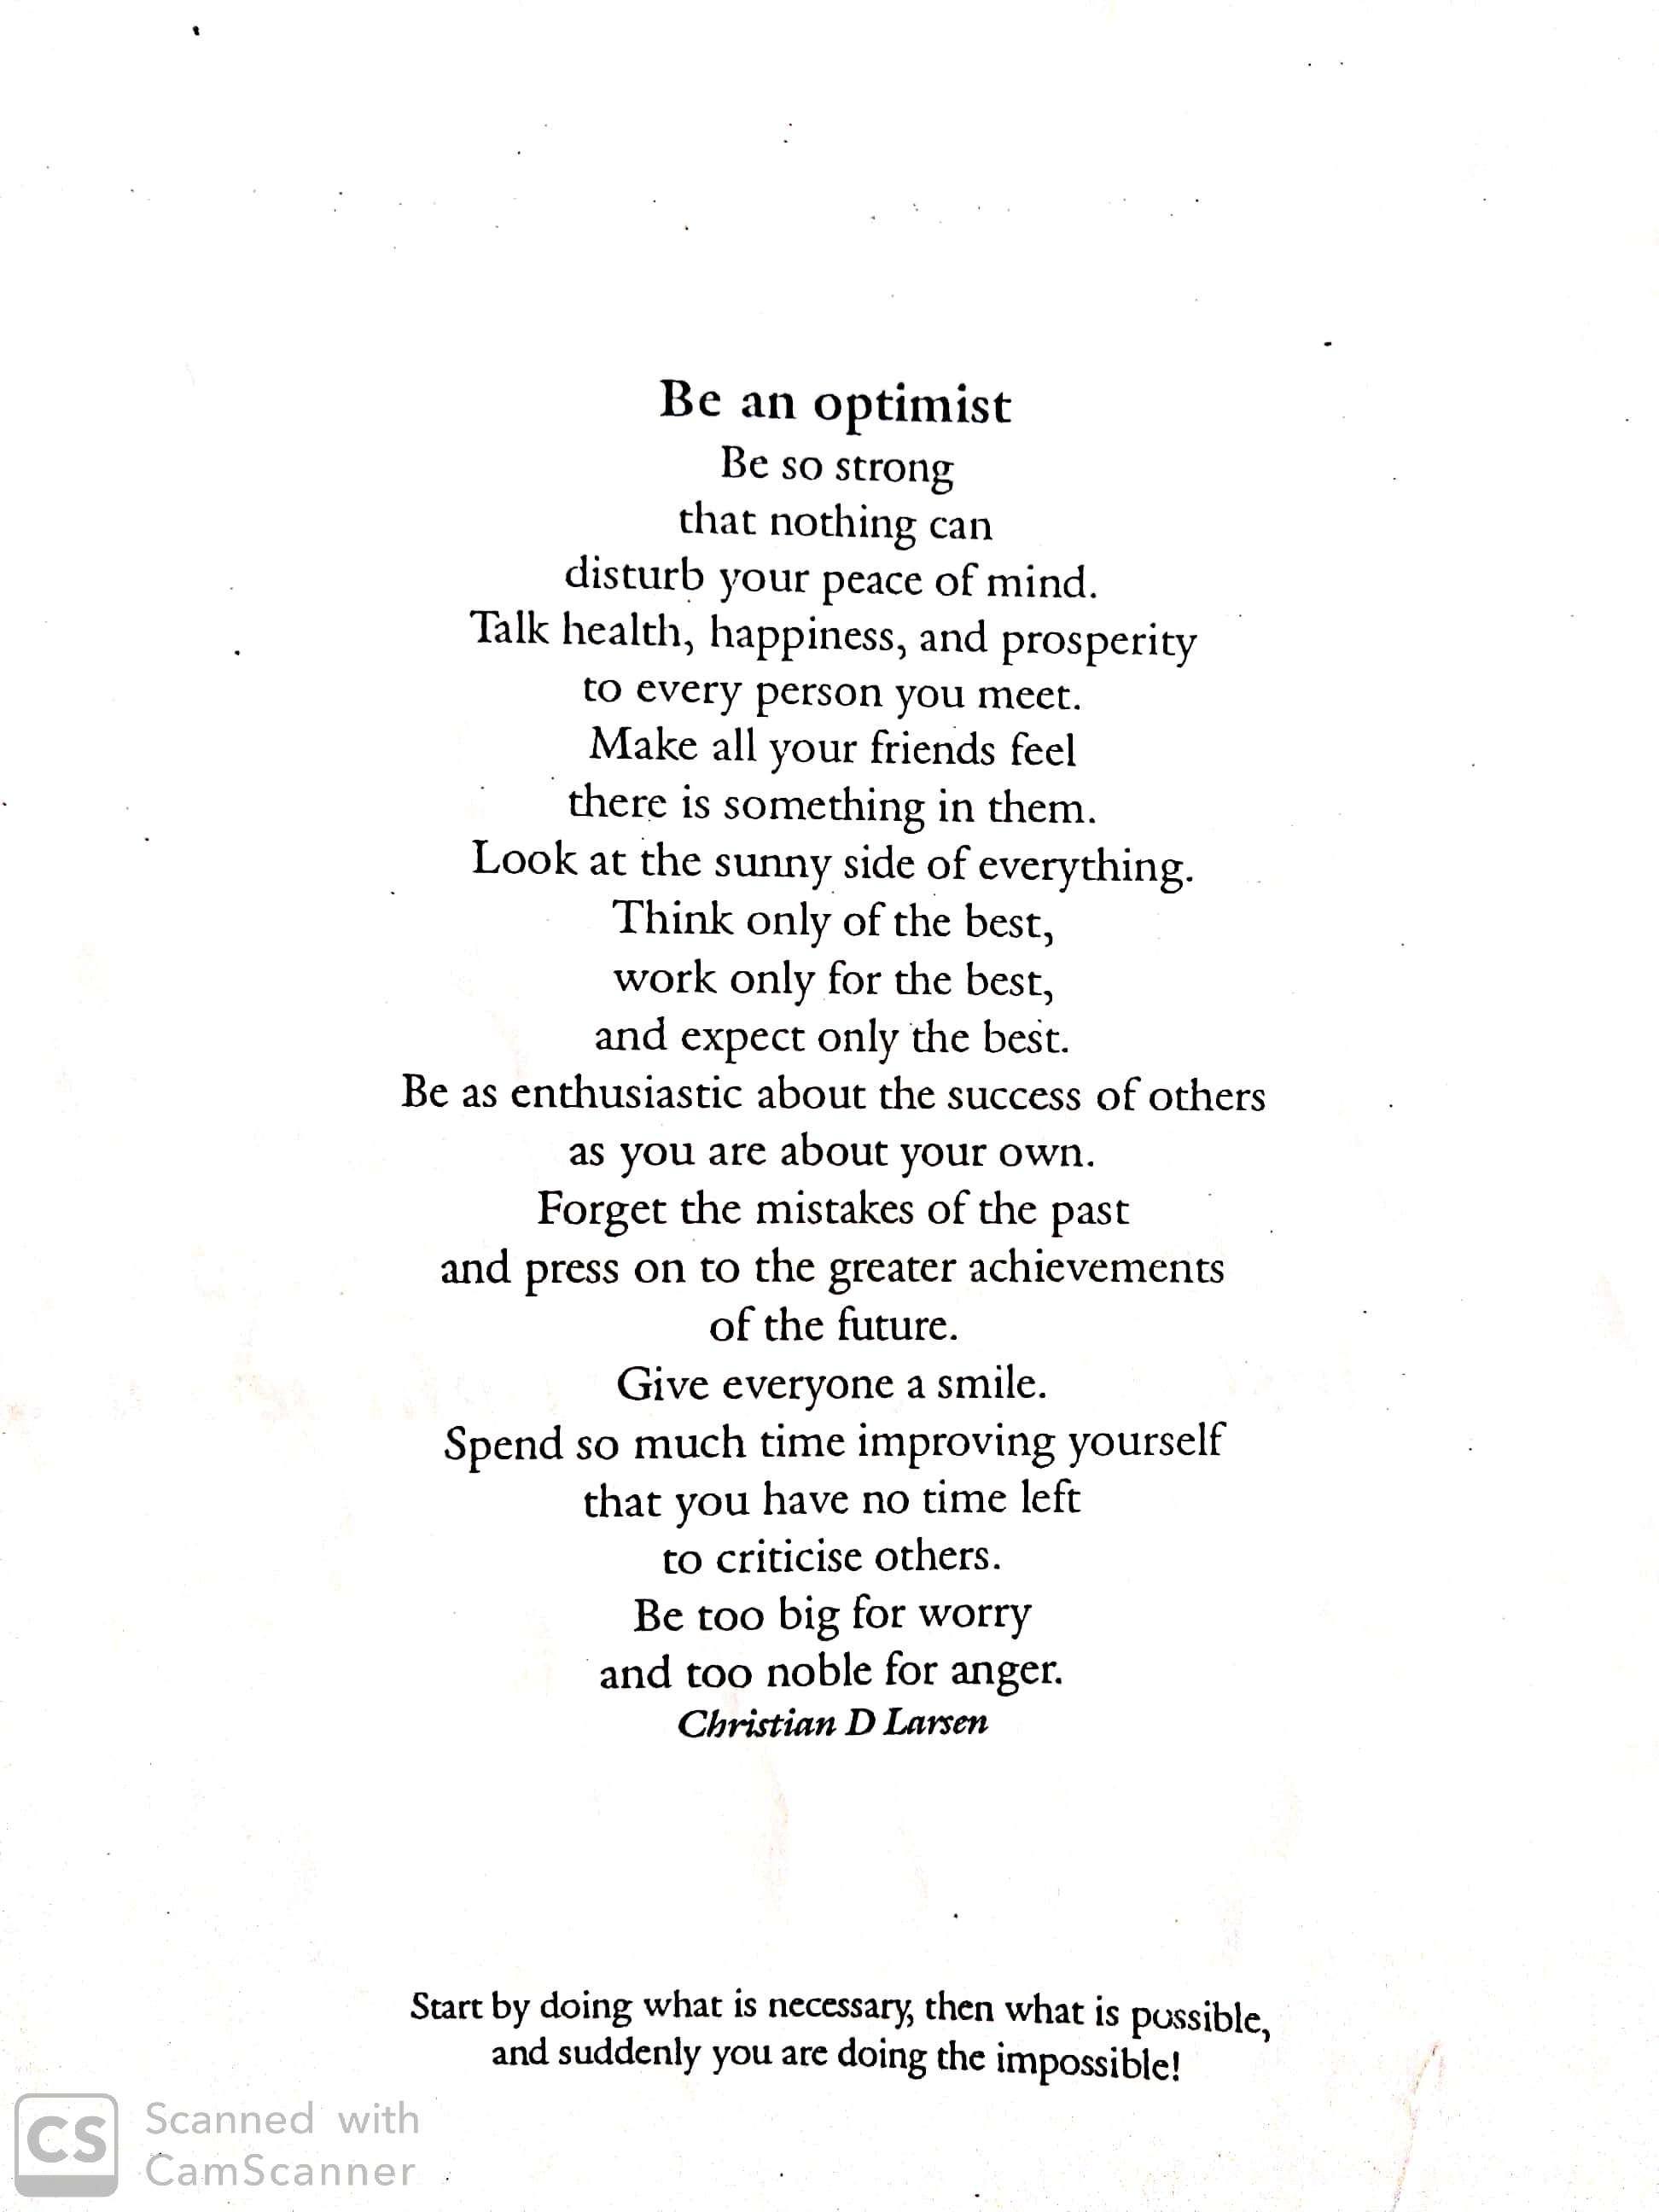 Be an optimist
Be so strong
that nothing can
disturb your peace of mind.
Talk health, happiness, and prosperity
to every person you meet.
Make all your friends feel
there is something in them.
Look at the sunny side of everything.
Think only of the best,
work only for the best,
and expect only the best.
Be as enthusiastic about the success of others
as you are about your own.
Forget the mistakes of the past
and press on to the greater achievements
of the future.
Give everyone a smile.
Spend so much time improving yourself
that you have no time left
to criticise others.
Be too big for worry
and too noble for anger.
Christian D Larsen
Start by doing what is necessary, then what is possible,
and suddenly you are doing the impossible!
CS
Scanned with
CamScanner